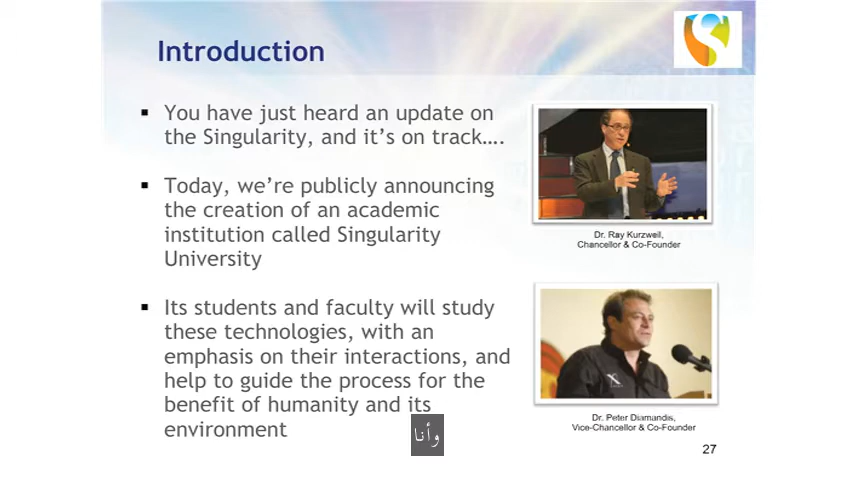 Introduction
▪ You have just heard an update on
the Singularity, and it's on track….
▪ Today, we're publicly announcing
the creation of an academic
institution called Singularity
University
▪ Its students and faculty will study
these technologies, with an
emphasis on their interactions, and
help to guide the process for the
benefit of humanity and its
environment
Dr. Ray Kurzweil,
Chancellor & Co-Founder
Dr. Peter Diamandis,
Vice-Chancellor & Co-Founder
27
وأنا